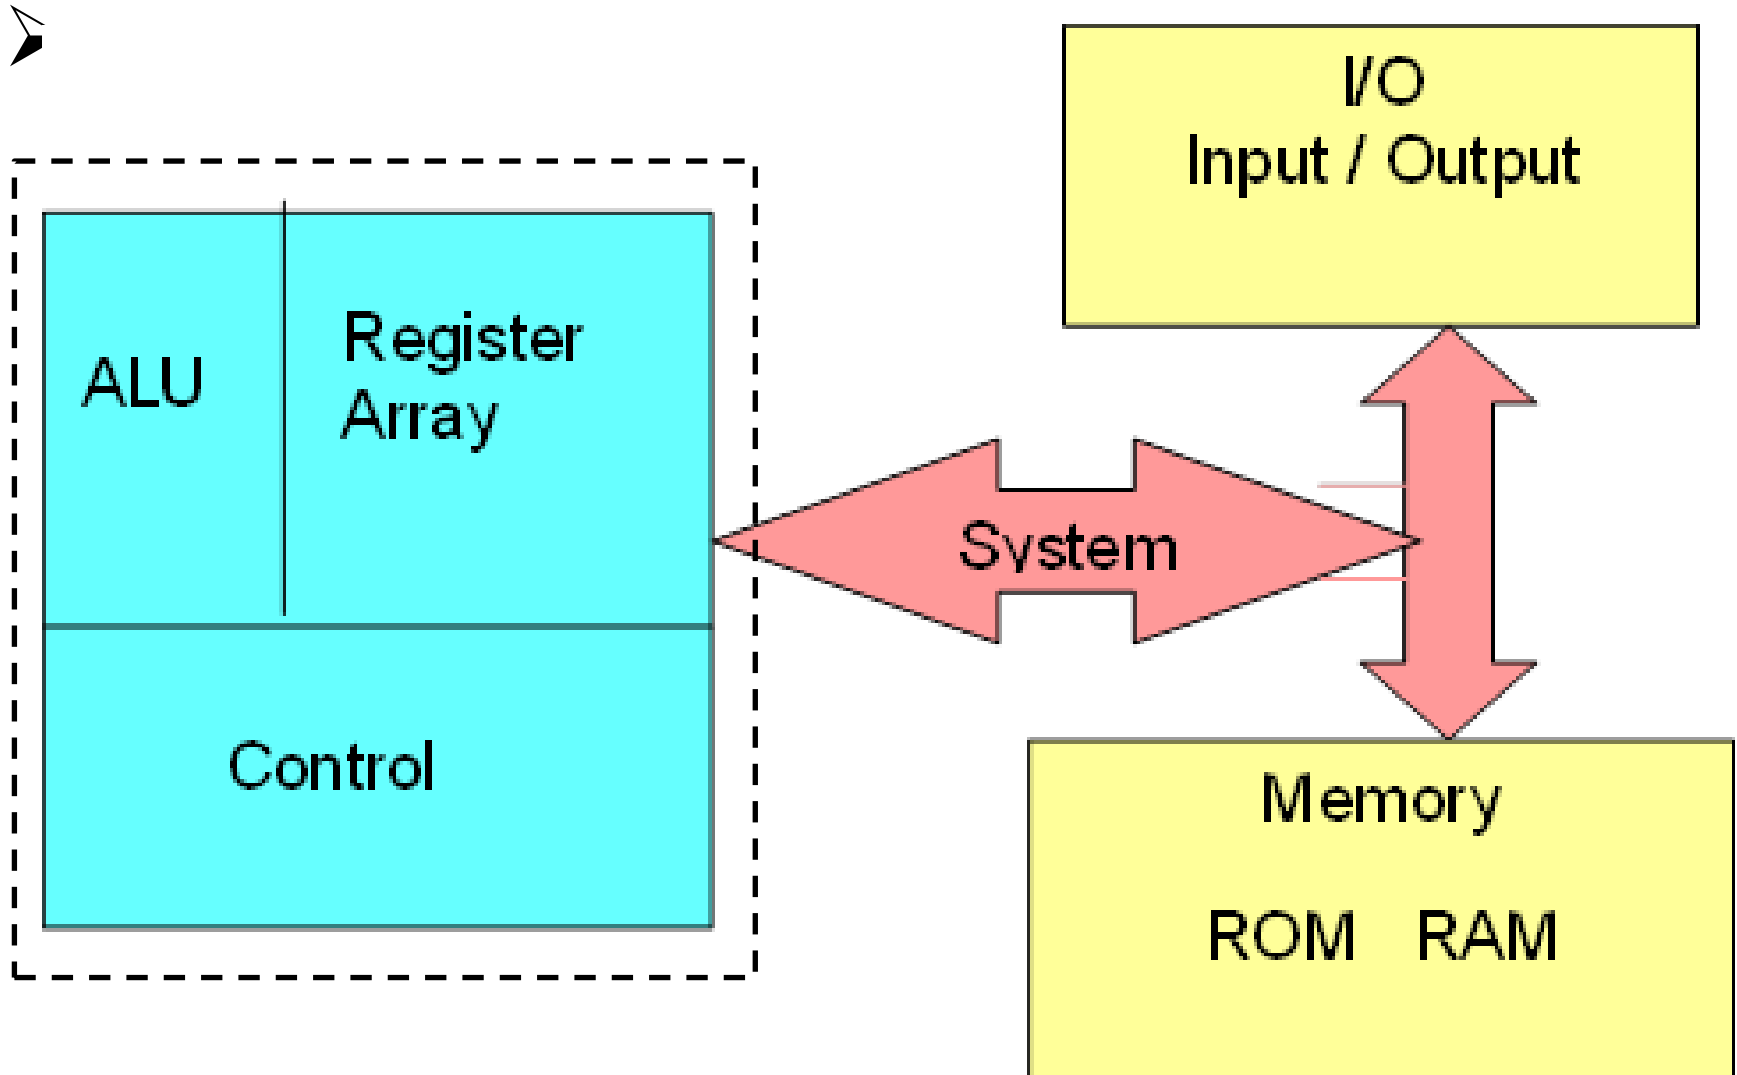 I/O
Input / Output
ALU
Register
Array
System
Control
Memory
ROM RAM